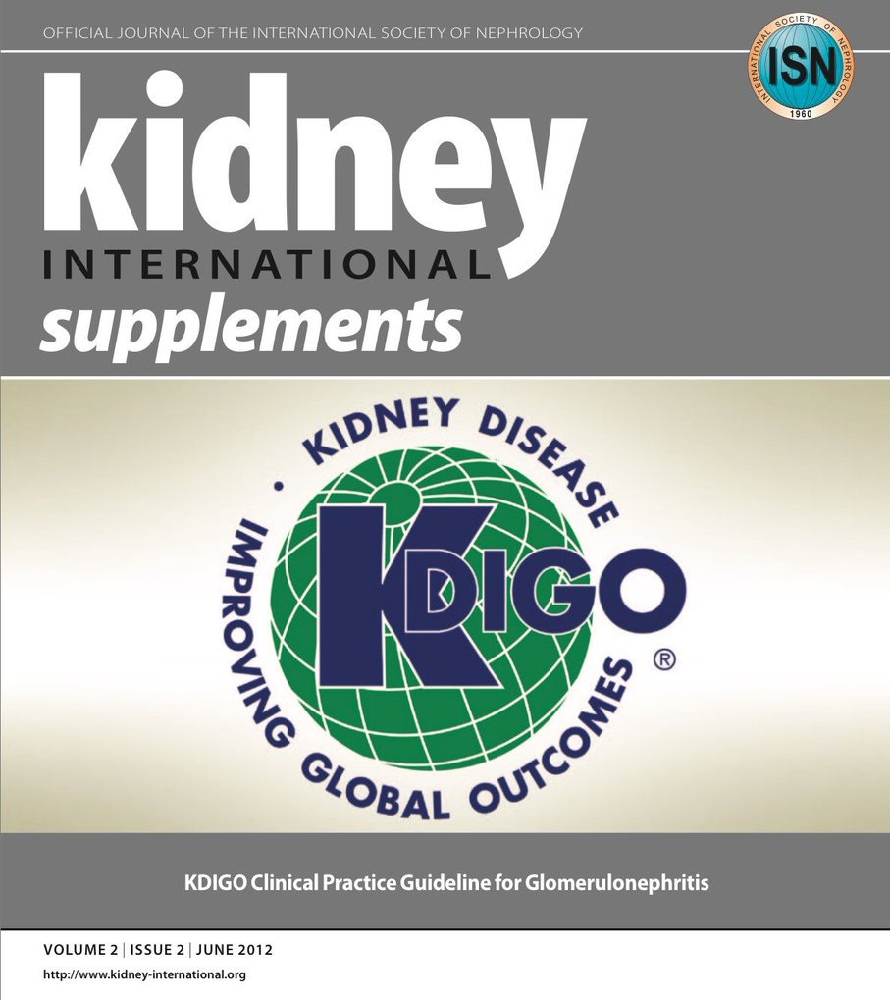 OFFICIAL JOURNAL OF THE INTERNATIONAL SOCIETY OF NEPHROLOGY
INTERNATIONAL SOCIETY OF NEPHROLOGY
ISN
1960
kidney
INTERNATIONAL
supplements
• KIDNEY DISEASE
IMPROVING GLOBAL OUTCOMES
KDIGO
®
KDIGO Clinical Practice Guideline for Glomerulonephritis
VOLUME 2 | ISSUE 2 | JUNE 2012
http://www.kidney-international.org